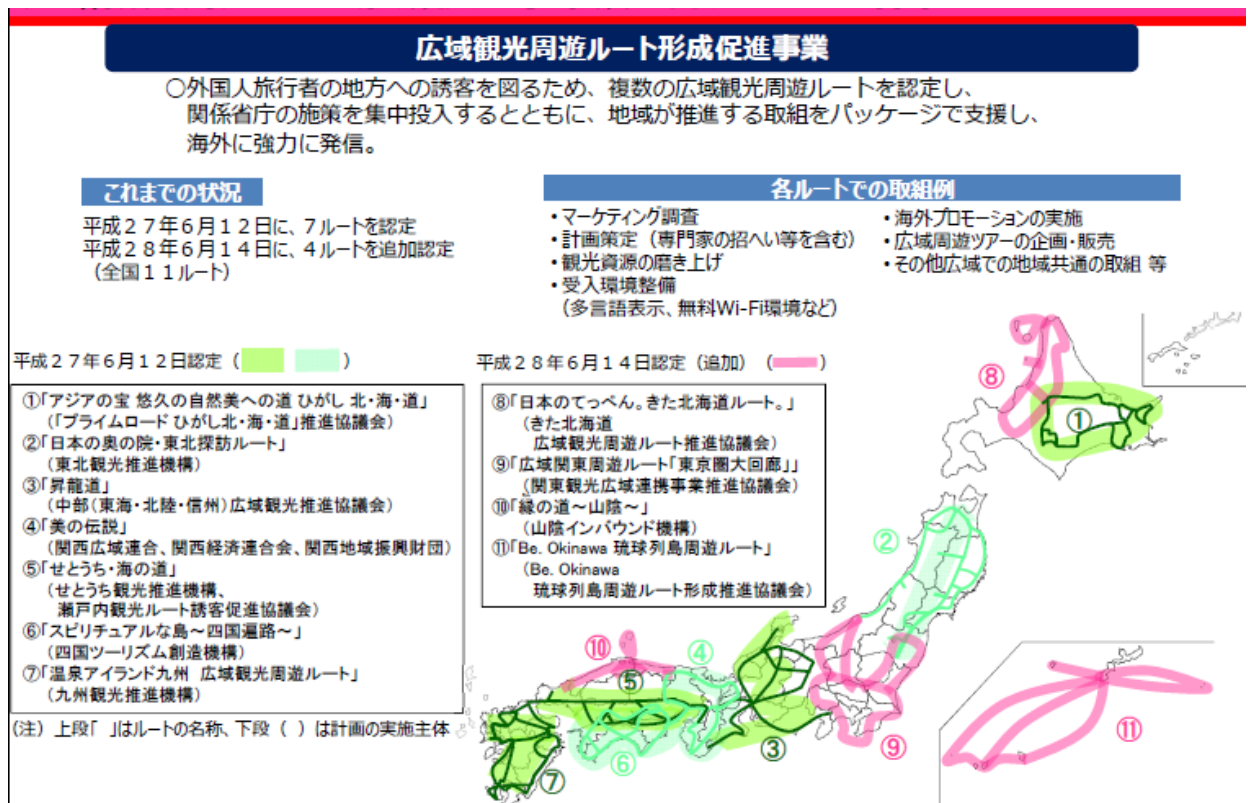 広域観光周遊ルート形成促進事業
○外国人旅行者の地方への誘客を図るため、複数の広域観光周遊ルートを認定し、
関係省庁の施策を集中投入するとともに、地域が推進する取組をパッケージで支援し、
海外に強力に発信。
これまでの状況
平成27年6月12日に、7ルートを認定
平成28年6月14日に、4ルートを追加認定
(全国11ルート)
各ルートでの取組例
・マーケティング調査
・計画策定(専門家の招へい等を含む)
・観光資源の磨き上げ
・受入環境整備
(多言語表示、無料Wi-Fi環境など)
・海外プロモーションの実施
・広域周遊ツアーの企画・販売
・その他広域での地域共通の取組 等
平成27年6月12日認定( )
①「アジアの宝 悠久の自然美への道 ひがし 北・海・道」
(「プライムロード ひがし北・海・道」推進協議会)
②「日本の奥の院・東北探訪ルート」
(東北観光推進機構)
③「昇龍道」
(中部(東海・北陸・信州)広域観光推進協議会)
④「美の伝説」
(関西広域連合、関西経済連合会、関西地域振興財団)
⑤「せとうち・海の道」
(せとうち観光推進機構、
瀬戸内観光ルート誘客促進協議会)
⑥「スピリチュアルな島~四国遍路~」
(四国ツーリズム創造機構)
⑦「温泉アイランド九州 広域観光周遊ルート」
(九州観光推進機構)
(注)上段「 」はルートの名称、下段( )は計画の実施主体
平成28年6月14日認定(追加)( )
⑧「日本のてっぺん。きた北海道ルート。」
(きた北海道
広域観光周遊ルート推進協議会)
⑨「広域関東周遊ルート「東京圏大回廊」」
(関東観光広域連携事業推進協議会)
⑩「縁の道~山陰~」
(山陰インバウンド機構)
⑪「Be. Okinawa 琉球列島周遊ルート」
(Be. Okinawa
琉球列島周遊ルート形成推進協議会)
⑧
①
②
⑩
④
⑤
⑥
③
⑨
⑦
⑪